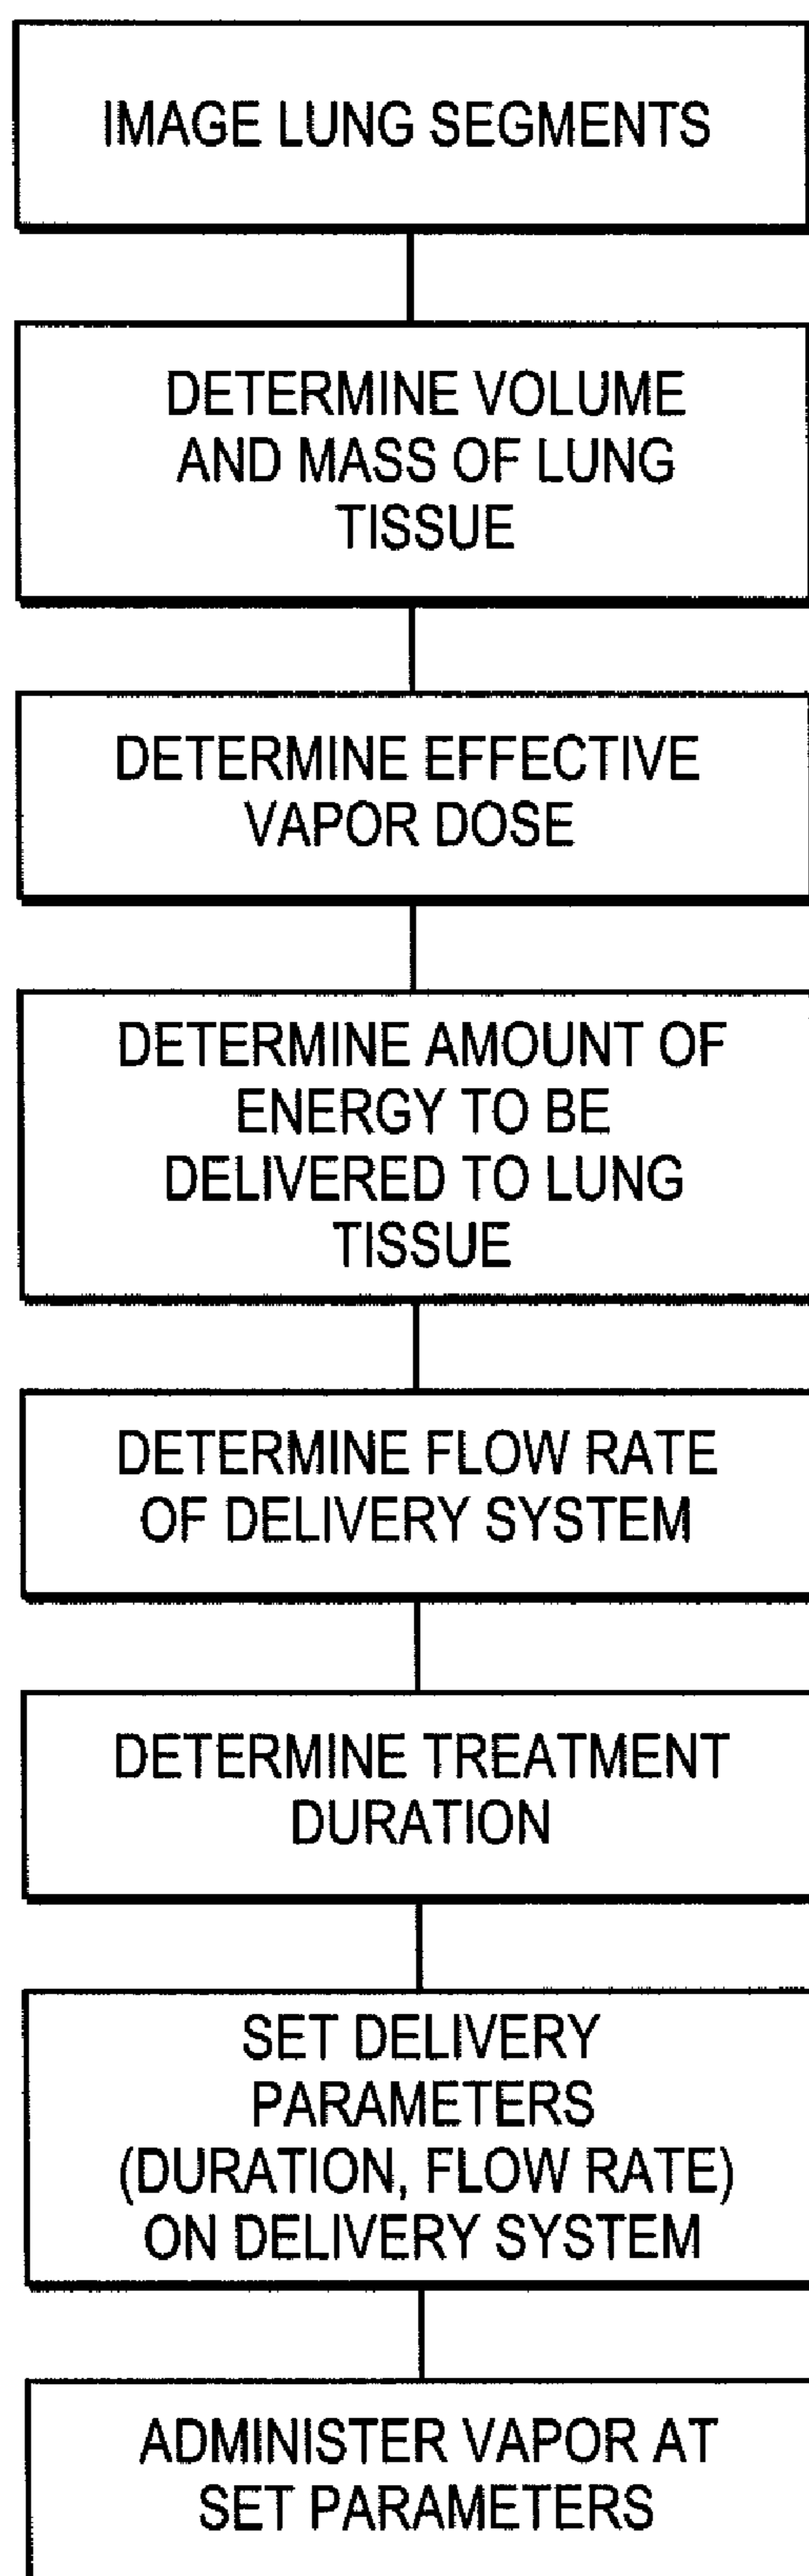 IMAGE LUNG SEGMENTS
DETERMINE VOLUME
AND MASS OF LUNG
TISSUE
DETERMINE EFFECTIVE
VAPOR DOSE
DETERMINE AMOUNT OF
ENERGY TO BE
DELIVERED TO LUNG
TISSUE
DETERMINE FLOW RATE
OF DELIVERY SYSTEM
DETERMINE TREATMENT
DURATION
SET DELIVERY
PARAMETERS
(DURATION, FLOW RATE)
ON DELIVERY SYSTEM
ADMINISTER VAPOR AT
SET PARAMETERS